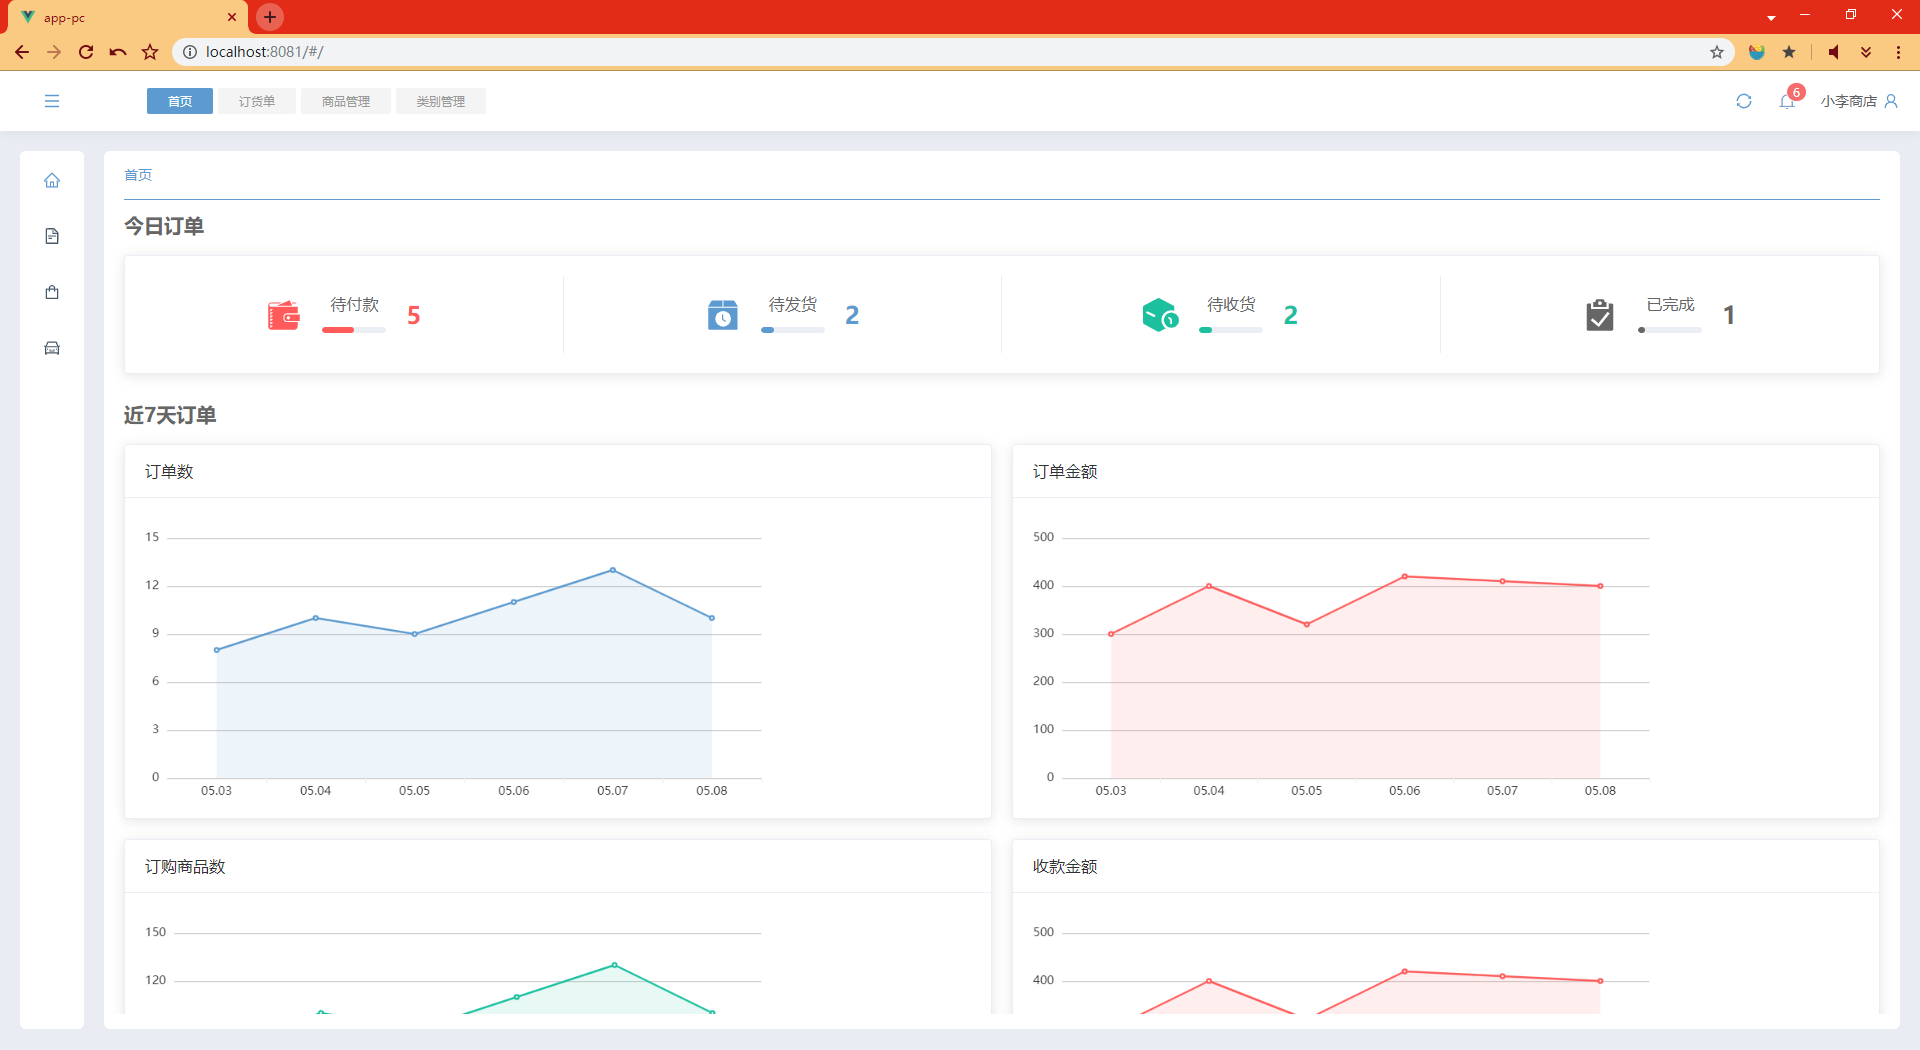 app-pc
localhost:8081/#/
首页 订货单 商品管理 类别管理
6
小李商店
首页
今日订单
待付款 5
待发货 2
待收货 2
已完成 1
近7天订单
订单数
15
12
9
6
3
0
05.03 05.04 05.05 05.06 05.07 05.08
订单金额
500
400
300
200
100
0
05.03 05.04 05.05 05.06 05.07 05.08
订购商品数
150
120
收款金额
500
400